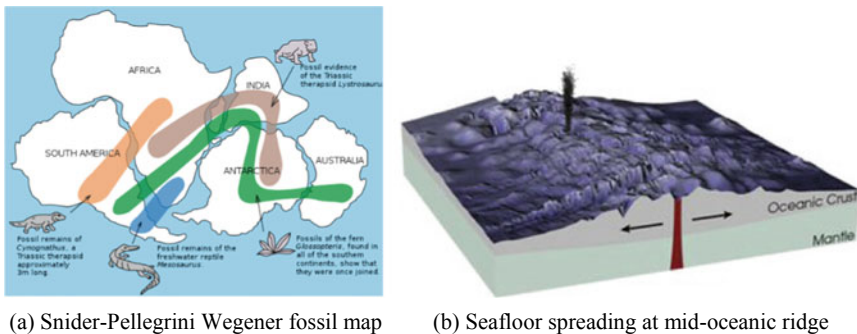 AFRICA
Fossil evidence
of the Triassic
therapsid Lystrosauru
INDIA
SOUTH AMERICA
ANTARCTICA
AUSTRALIA
Fossil remains of
Cynognathus, a
Triassic therapsid
approximately
3m long.
Fossil remains of the
freshwater reptile
Mesosaurus.
Fossils of the fern
Glossopteris, found in
all of the southern
continents, show that
they were once joined.
Oceanic Crust
Mantle
(a) Snider-Pellegrini Wegener fossil map
(b) Seafloor spreading at mid-oceanic ridge